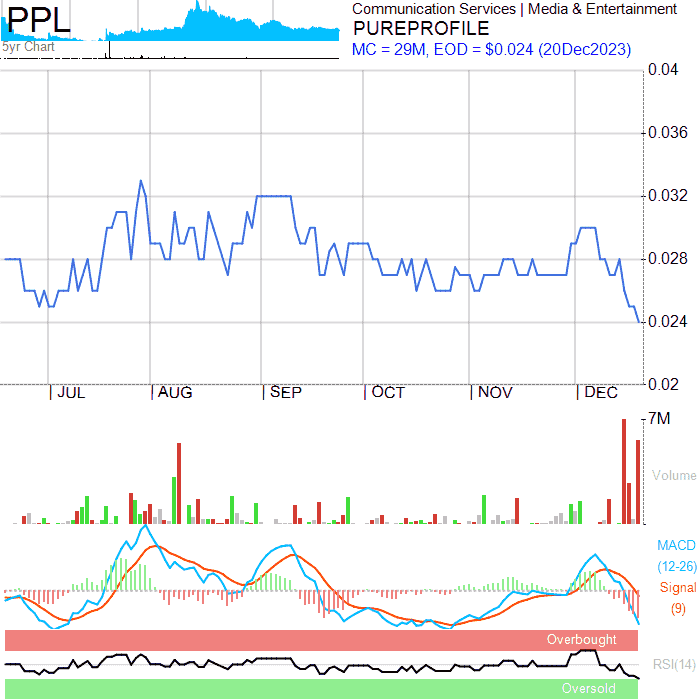 PPL
5yr Chart
Communication Services | Media & Entertainment
PUREPROFILE
MC = 29M, EOD = $0.024 (20Dec2023)
0.04
0.036
0.032
0.028
0.024
0.02
JUL AUG SEP OCT NOV DEC
7M
Volume
MACD
(12-26)
Signal
(9)
Overbought
RSI(14)
Oversold